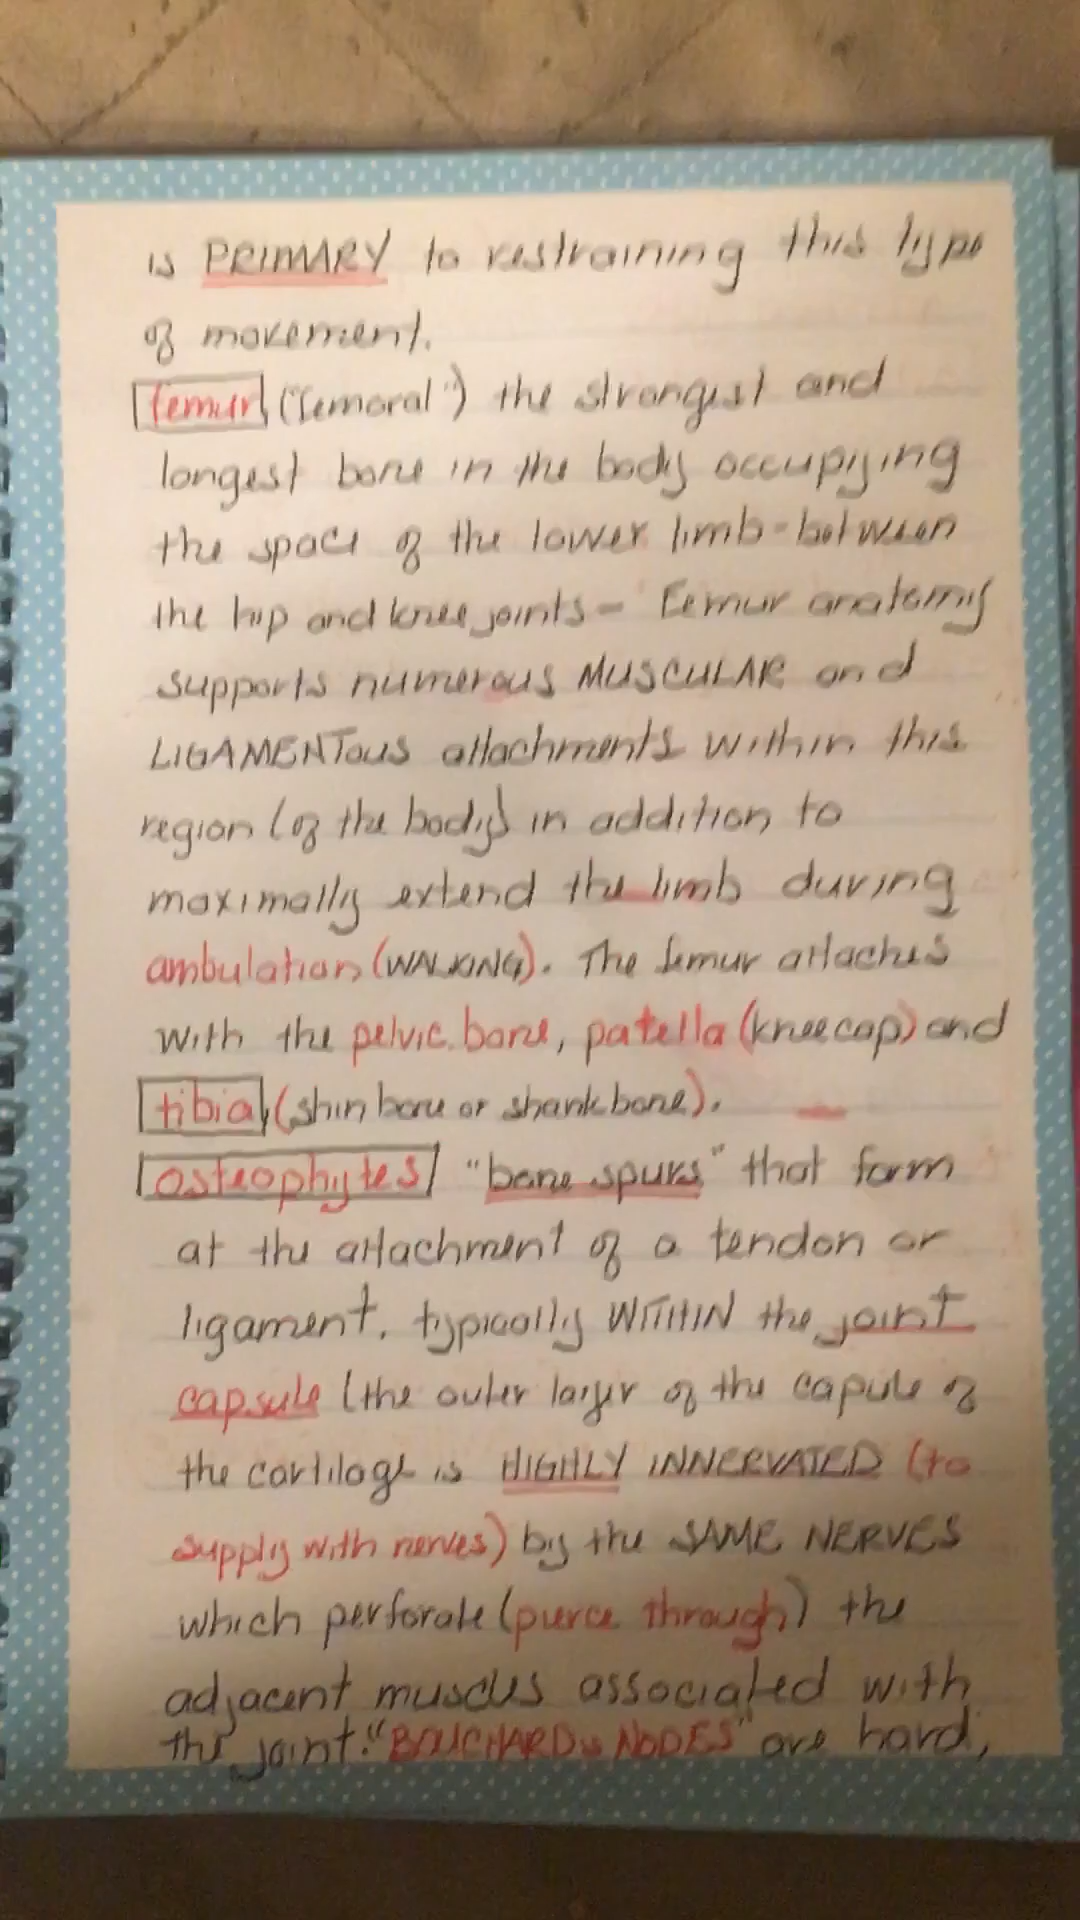 is PRIMARY to restraining this type
of movement.
femur ("femoral") the strongest and
longest bone in the body occupying
the space of the lower limb - between
the hip and knee joints - Femur anatomy
supports numerous MUSCULAR and
LIGAMENTous attachments within this
region (of the body) in addition to
maximally extend the limb during
ambulation (WALKING). The femur attaches
with the pelvic bone, patella (kneecap) and
tibia (shin bone or shankbone).
osteophytes "bone spurs" that form
at the attachment of a tendon or
ligament. typically WITHIN the joint
capsule (the outer layer of the capule of
the cartilage is HIGHLY INNERVATED (to
supply with nerves) by the SAME NERVES
which perforate (pierce through) the
adjacent muscles associated with
the joint. "BOUCHARDs NODES" are hard,